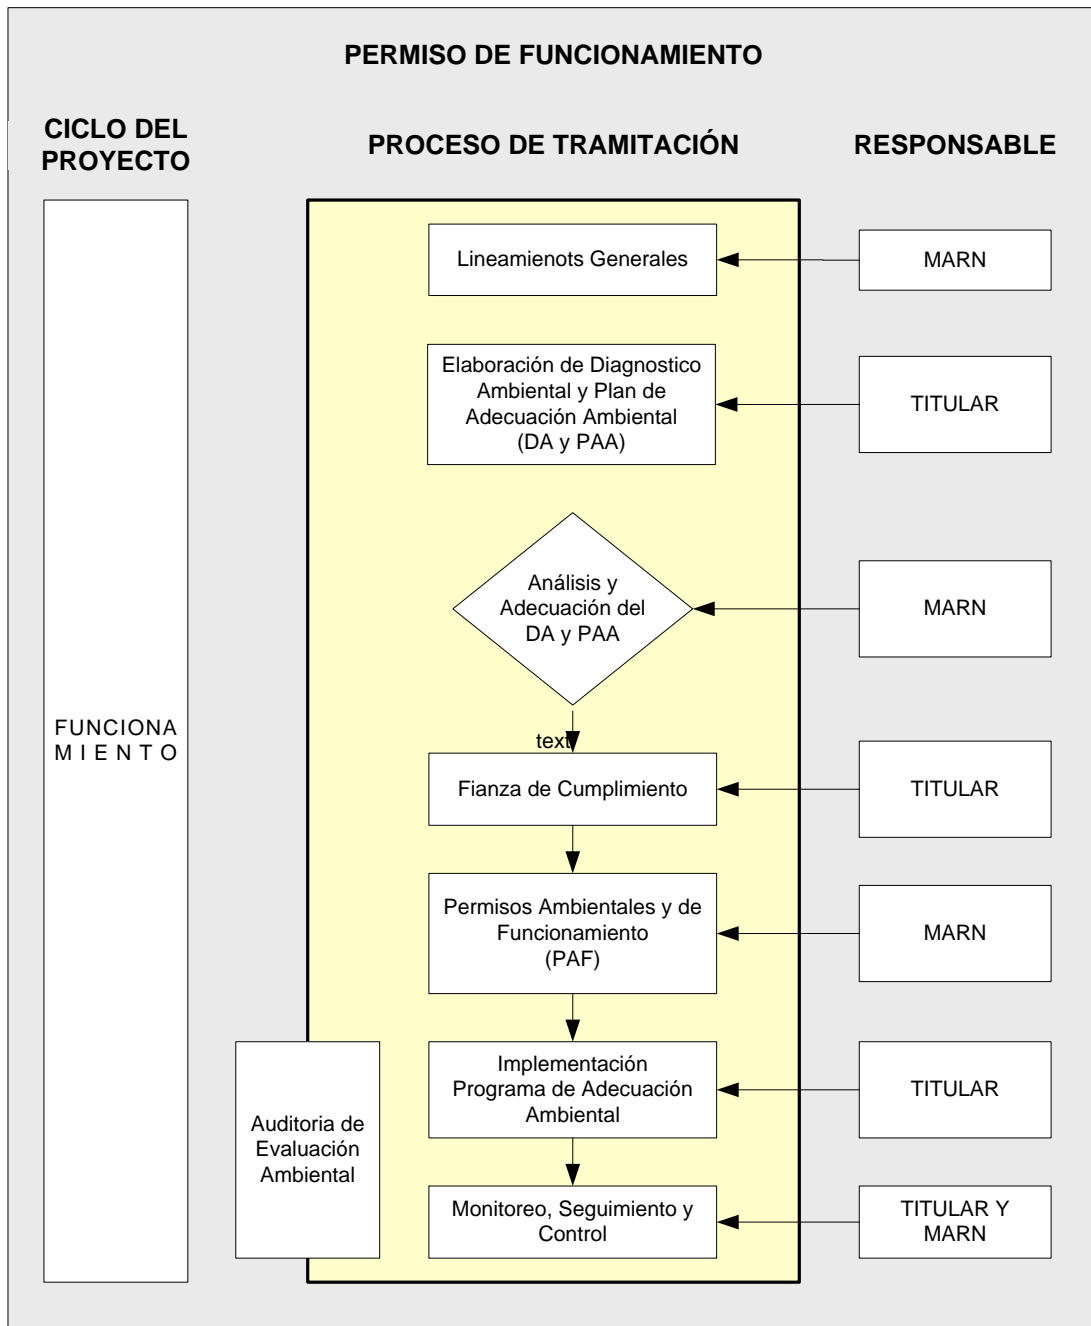 PERMISO DE FUNCIONAMIENTO
CICLO DEL
PROYECTO
PROCESO DE TRAMITACIÓN
RESPONSABLE
Lineamienots Generales
MARN
Elaboración de Diagnostico
Ambiental y Plan de
Adecuación Ambiental
(DA y PAA)
TITULAR
Análisis y
Adecuación del
DA y PAA
MARN
FUNCIONA
MIENTO
text
Fianza de Cumplimiento
TITULAR
Permisos Ambientales y de
Funcionamiento
(PAF)
MARN
Auditoria de
Evaluación
Ambiental
Implementación
Programa de Adecuación
Ambiental
TITULAR
Monitoreo, Seguimiento y
Control
TITULAR Y
MARN